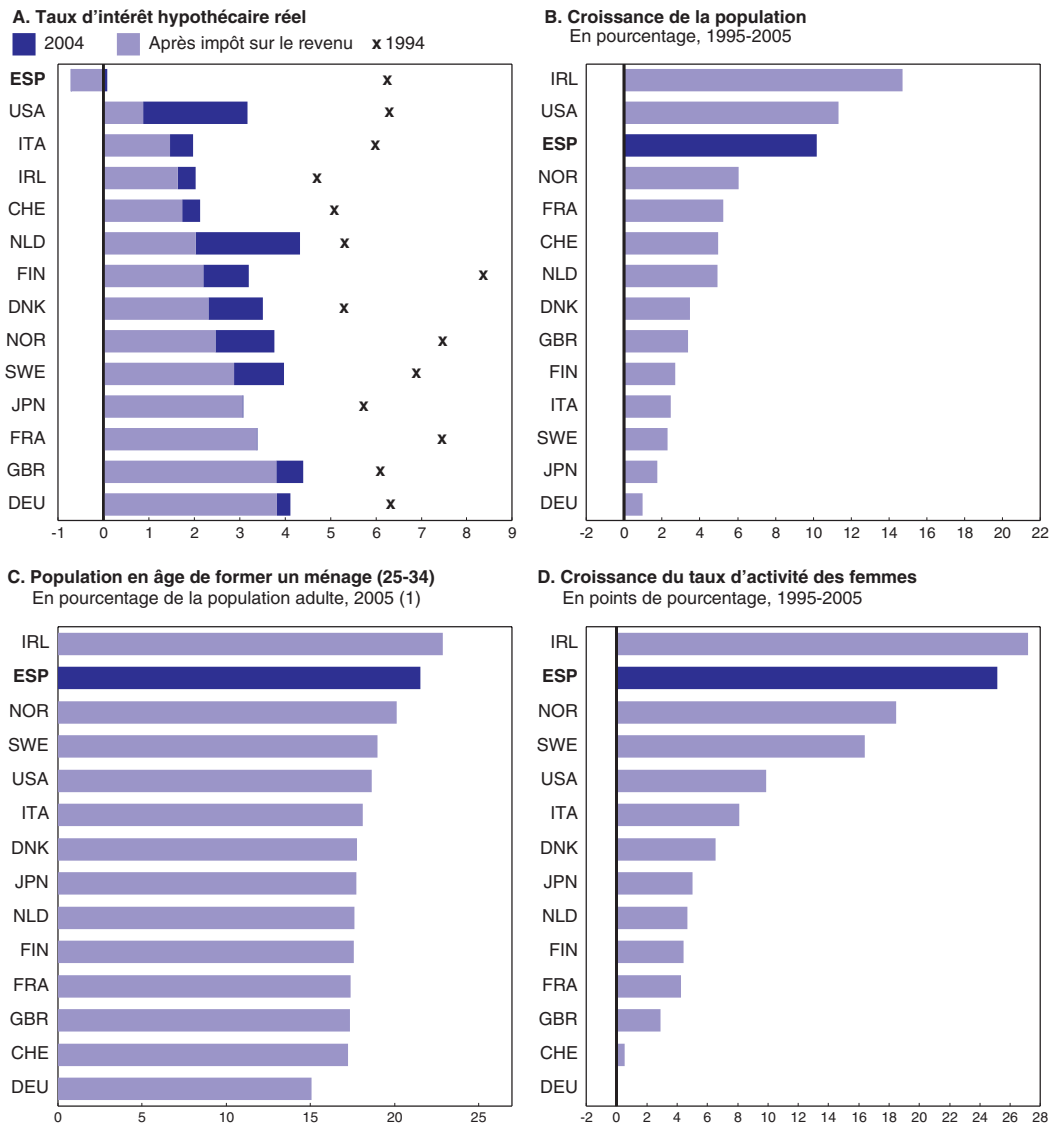 A. Taux d'intérêt hypothécaire réel
2004 Après impôt sur le revenu x 1994
ESP
USA
ITA
IRL
CHE
NLD
FIN
DNK
NOR
SWE
JPN
FRA
GBR
DEU
-1 0 1 2 3 4 5 6 7 8 9
B. Croissance de la population
En pourcentage, 1995-2005
IRL
USA
ESP
NOR
FRA
CHE
NLD
DNK
GBR
FIN
ITA
SWE
JPN
DEU
-2 0 2 4 6 8 10 12 14 16 18 20 22
C. Population en âge de former un ménage (25-34)
En pourcentage de la population adulte, 2005 (1)
IRL
ESP
NOR
SWE
USA
ITA
DNK
JPN
NLD
FIN
FRA
GBR
CHE
DEU
0 5 10 15 20 25
D. Croissance du taux d'activité des femmes
En points de pourcentage, 1995-2005
IRL
ESP
NOR
SWE
USA
ITA
DNK
JPN
NLD
FIN
FRA
GBR
CHE
DEU
-2 0 2 4 6 8 10 12 14 16 18 20 22 24 26 28